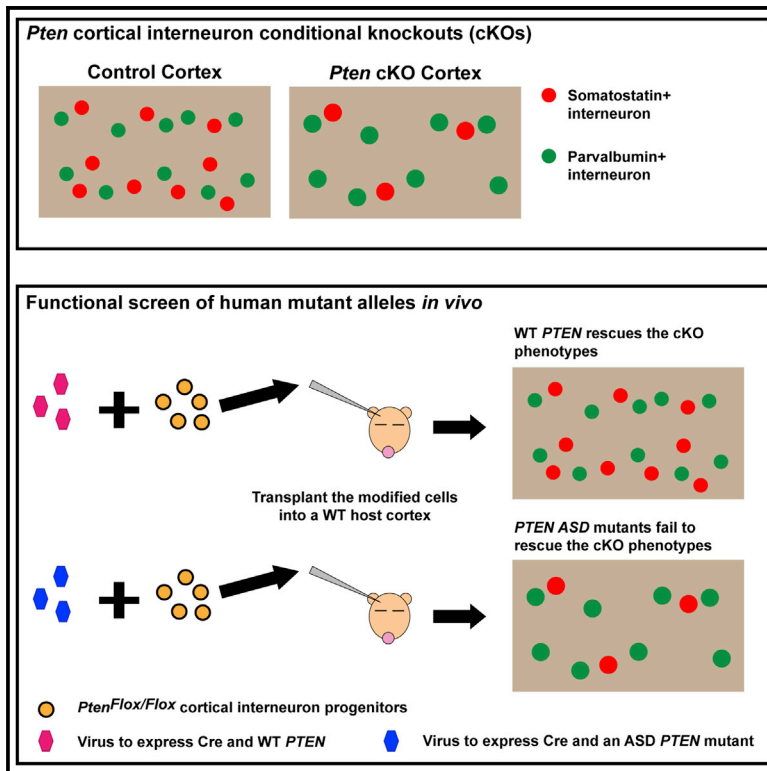 Pten cortical interneuron conditional knockouts (cKOs)
Control Cortex
Pten cKO Cortex
Somatostatin+
interneuron
Parvalbumin+
interneuron
Functional screen of human mutant alleles in vivo
WT PTEN rescues the cKO
phenotypes
Transplant the modified cells
into a WT host cortex
PTEN ASD mutants fail to
rescue the cKO phenotypes
PtenFlox/Flox cortical interneuron progenitors
Virus to express Cre and WT PTEN
Virus to express Cre and an ASD PTEN mutant